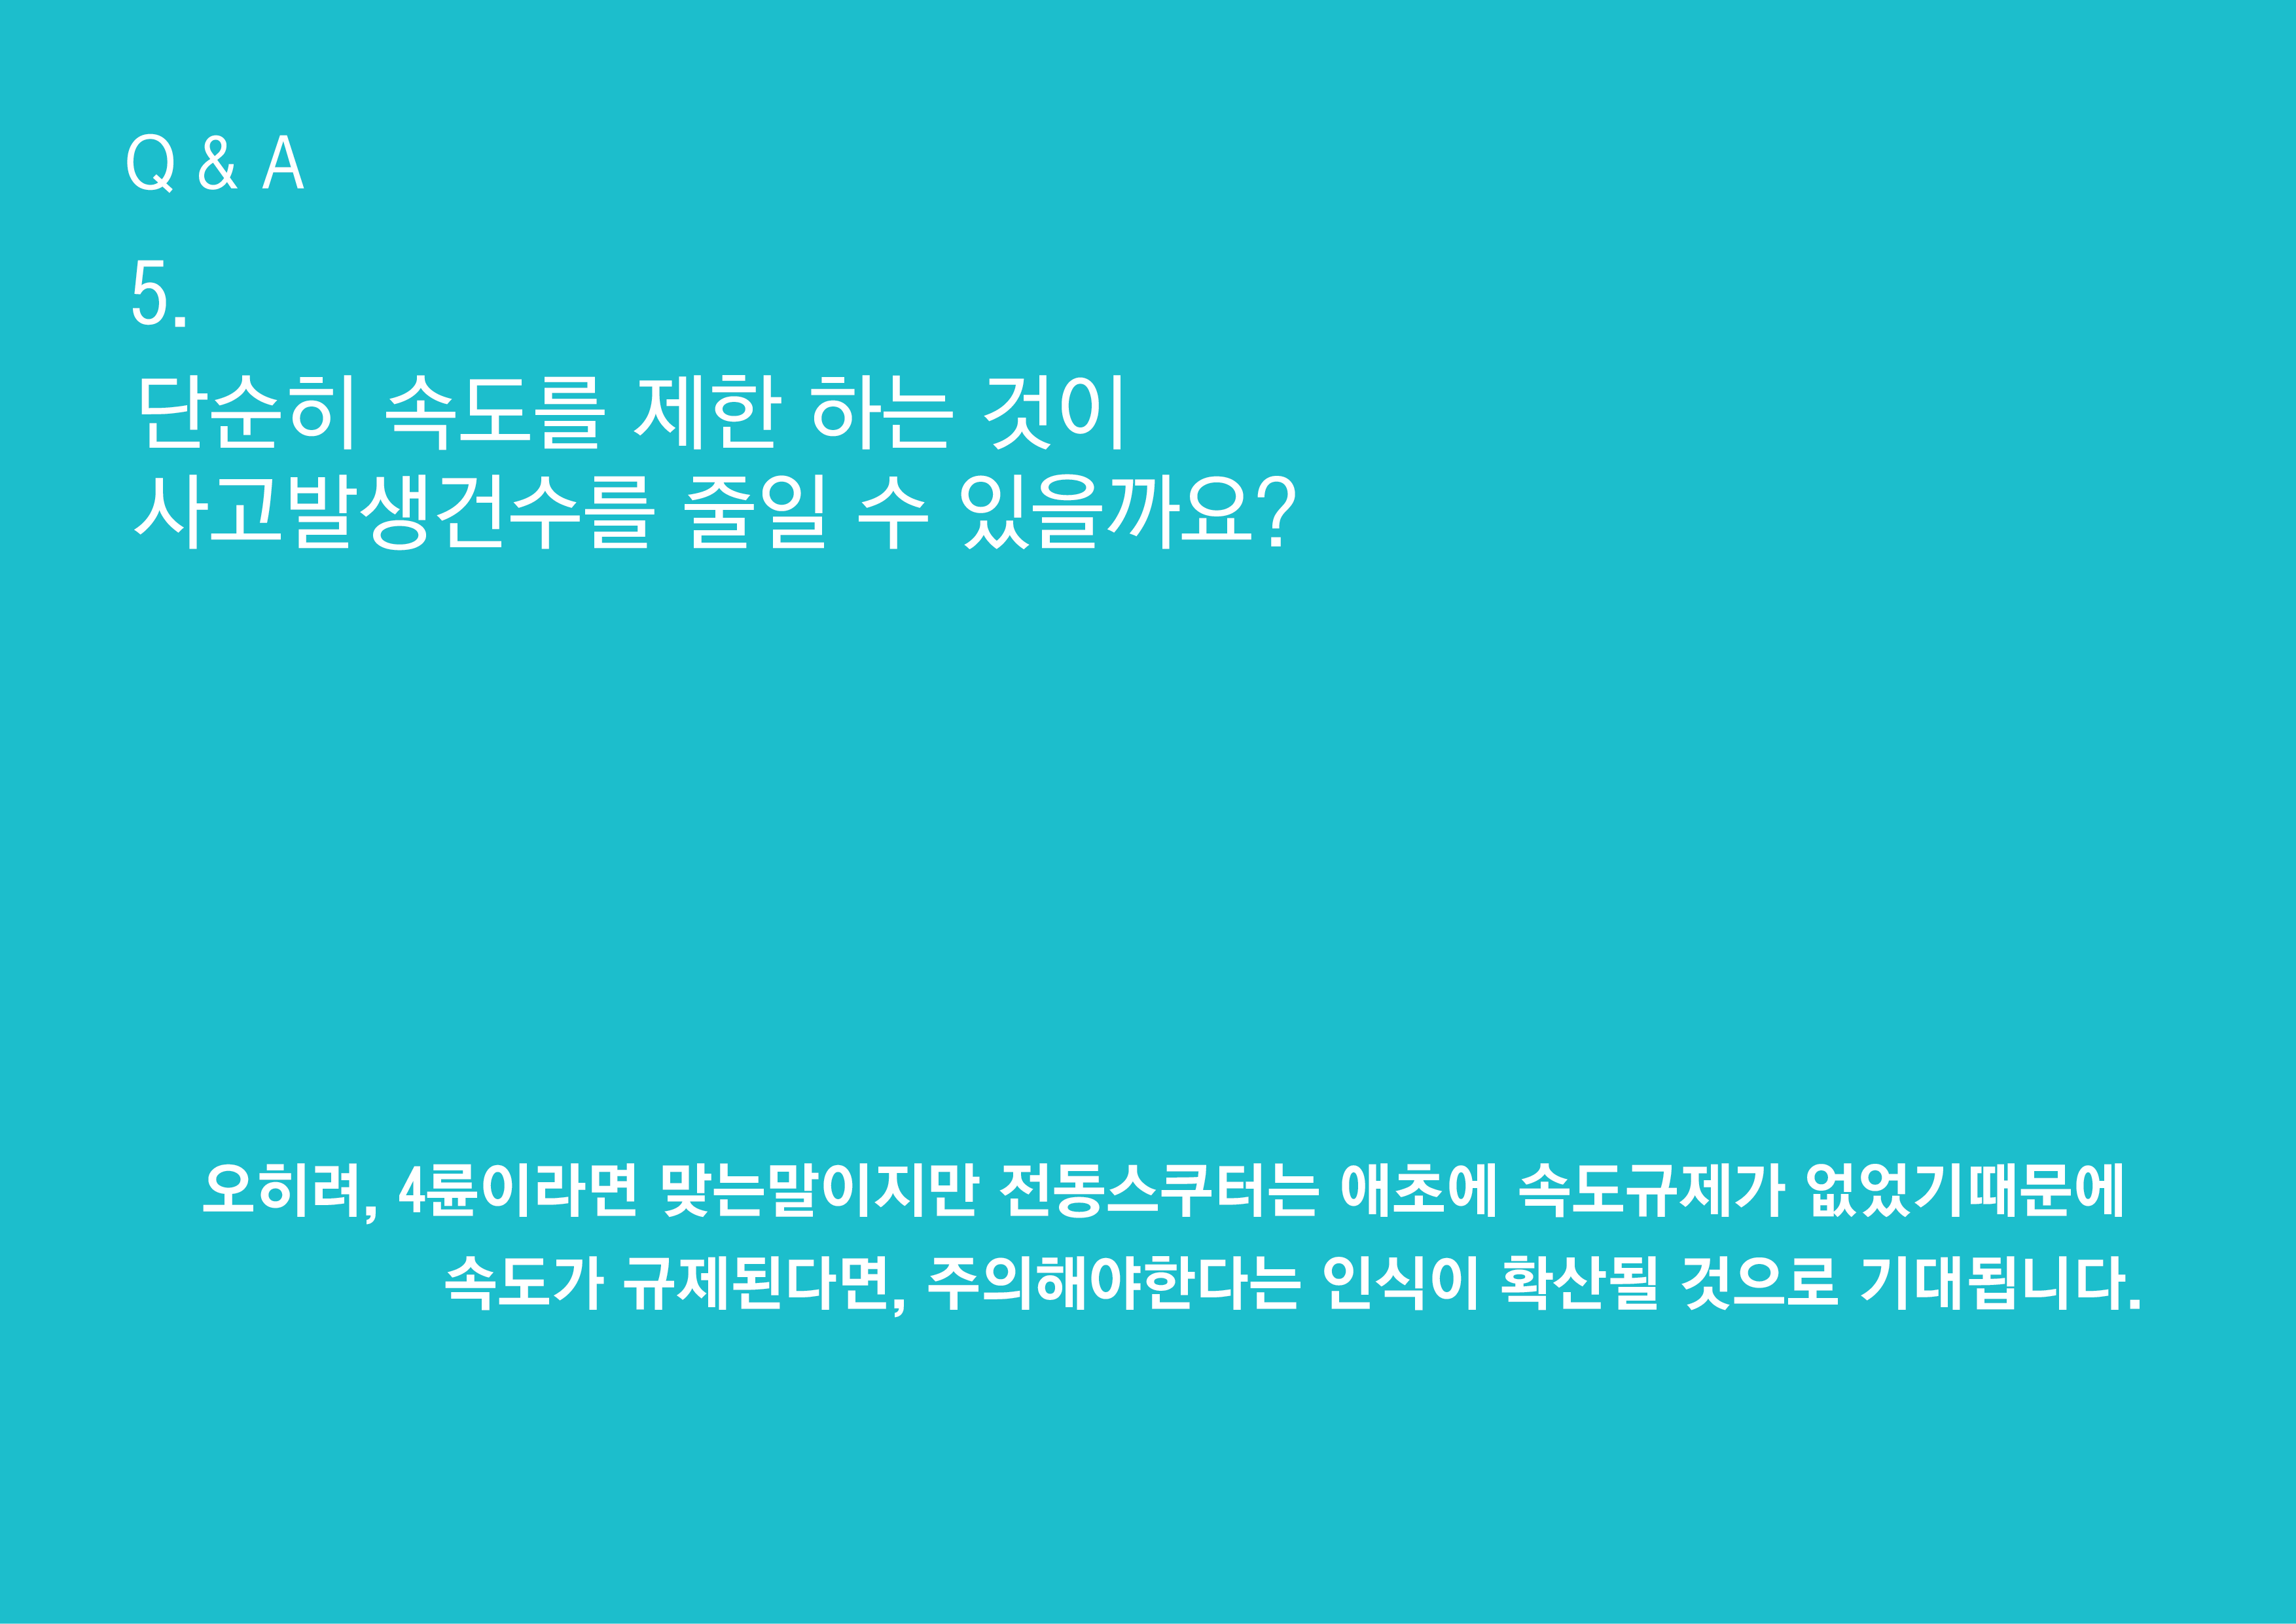 Q & A
5.
단순히 속도를 제한 하는 것이
사고발생건수를 줄일 수 있을까요?
오히려, 4륜이라면 맞는말이지만 전동스쿠터는 애초에 속도규제가 없었기때문에
속도가 규제된다면, 주의해야한다는 인식이 확산될 것으로 기대됩니다.